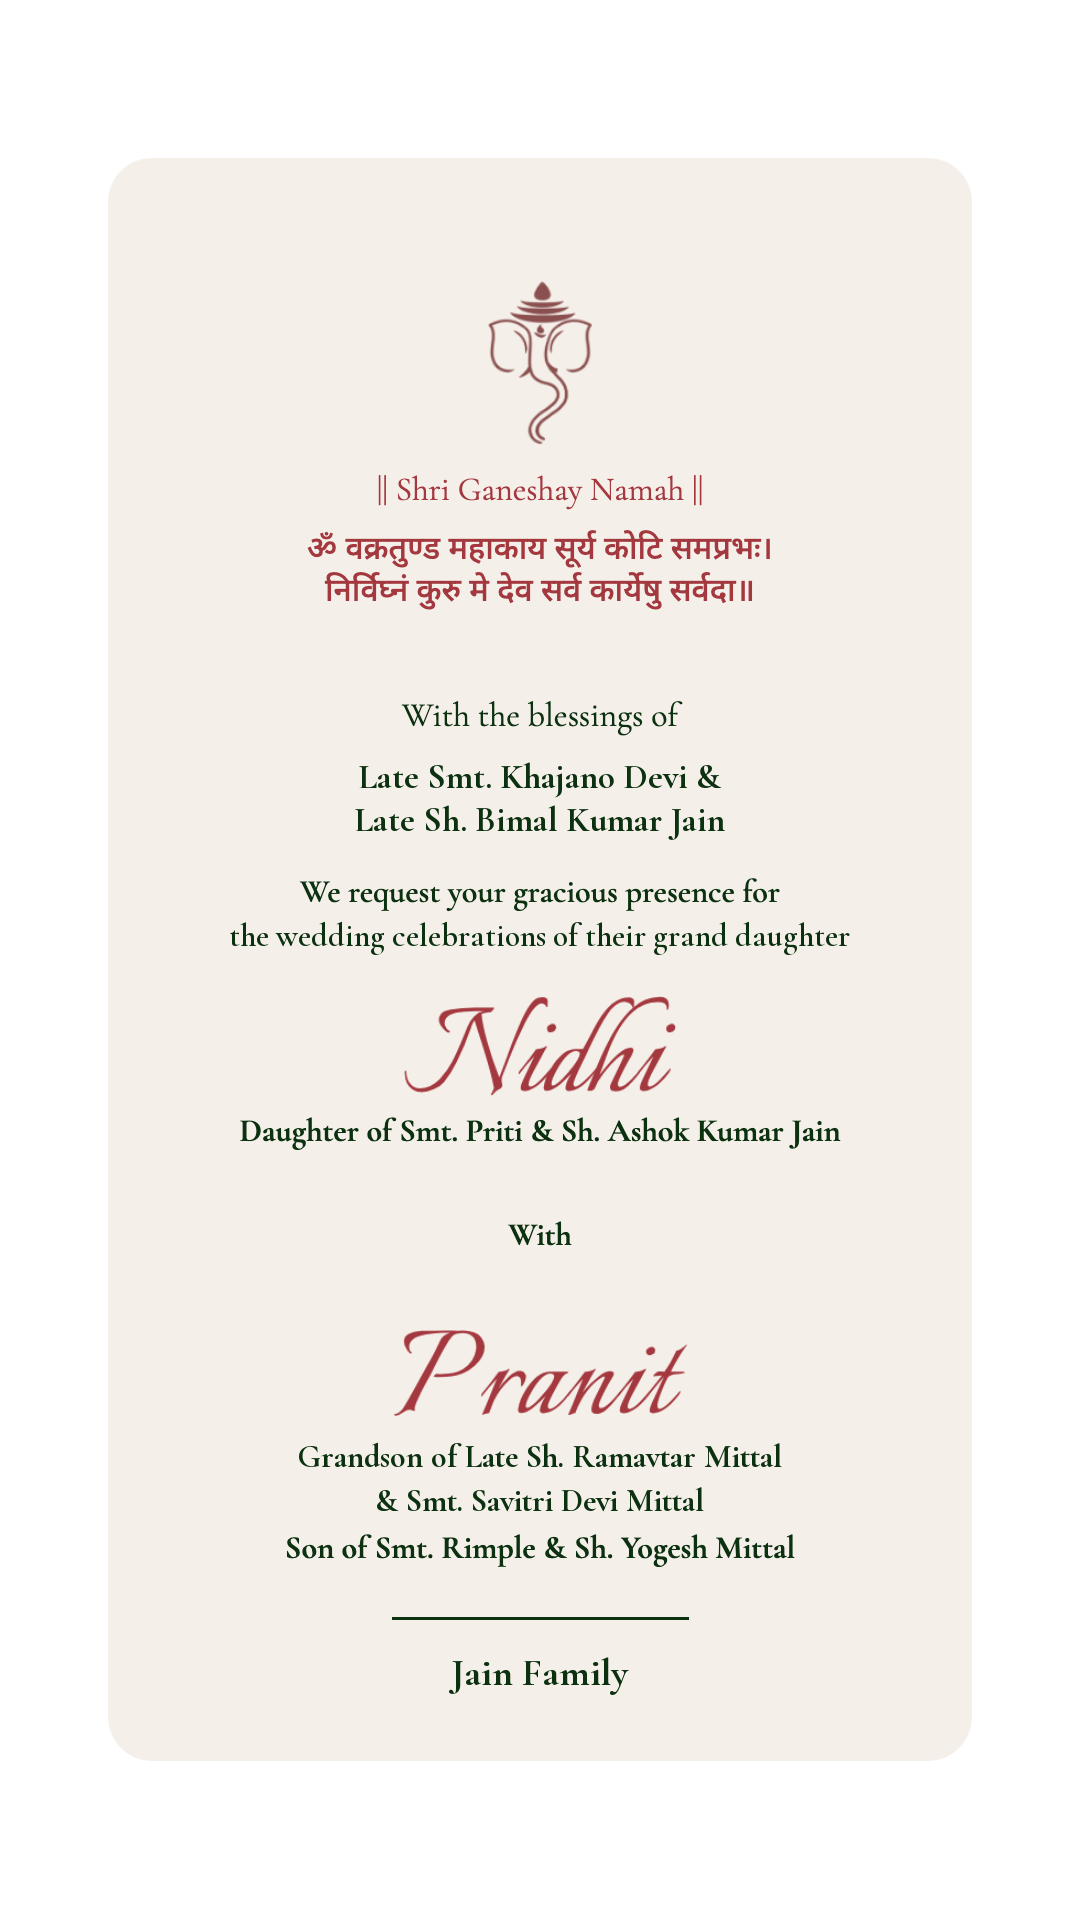 || Shri Ganeshay Namah ||
ॐ वक्रतुण्ड महाकाय सूर्य कोटि समप्रभः।
निर्विघ्नं कुरु मे देव सर्व कार्येषु सर्वदा॥
With the blessings of
Late Smt. Khajano Devi &
Late Sh. Bimal Kumar Jain
We request your gracious presence for
the wedding celebrations of their grand daughter
Nidhi
Daughter of Smt. Priti & Sh. Ashok Kumar Jain
With
Pranit
Grandson of Late Sh. Ramavtar Mittal
& Smt. Savitri Devi Mittal
Son of Smt. Rimple & Sh. Yogesh Mittal
Jain Family